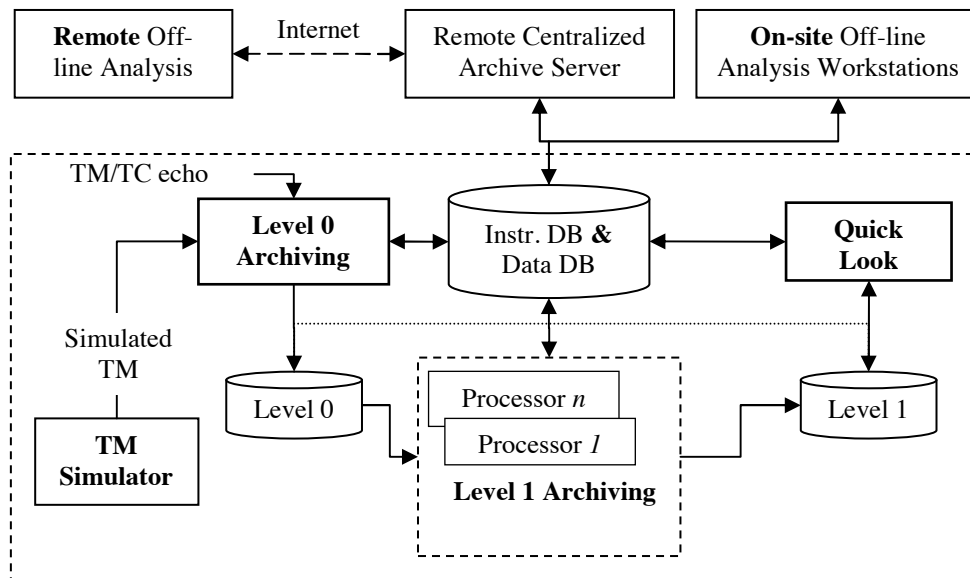 Remote Off-
line Analysis
Internet
Remote Centralized
Archive Server
On-site Off-line
Analysis Workstations
TM/TC echo
Level 0
Archiving
Instr. DB &
Data DB
Quick
Look
Simulated
TM
Level 0
Processor n
Processor 1
Level 1
TM
Simulator
Level 1 Archiving